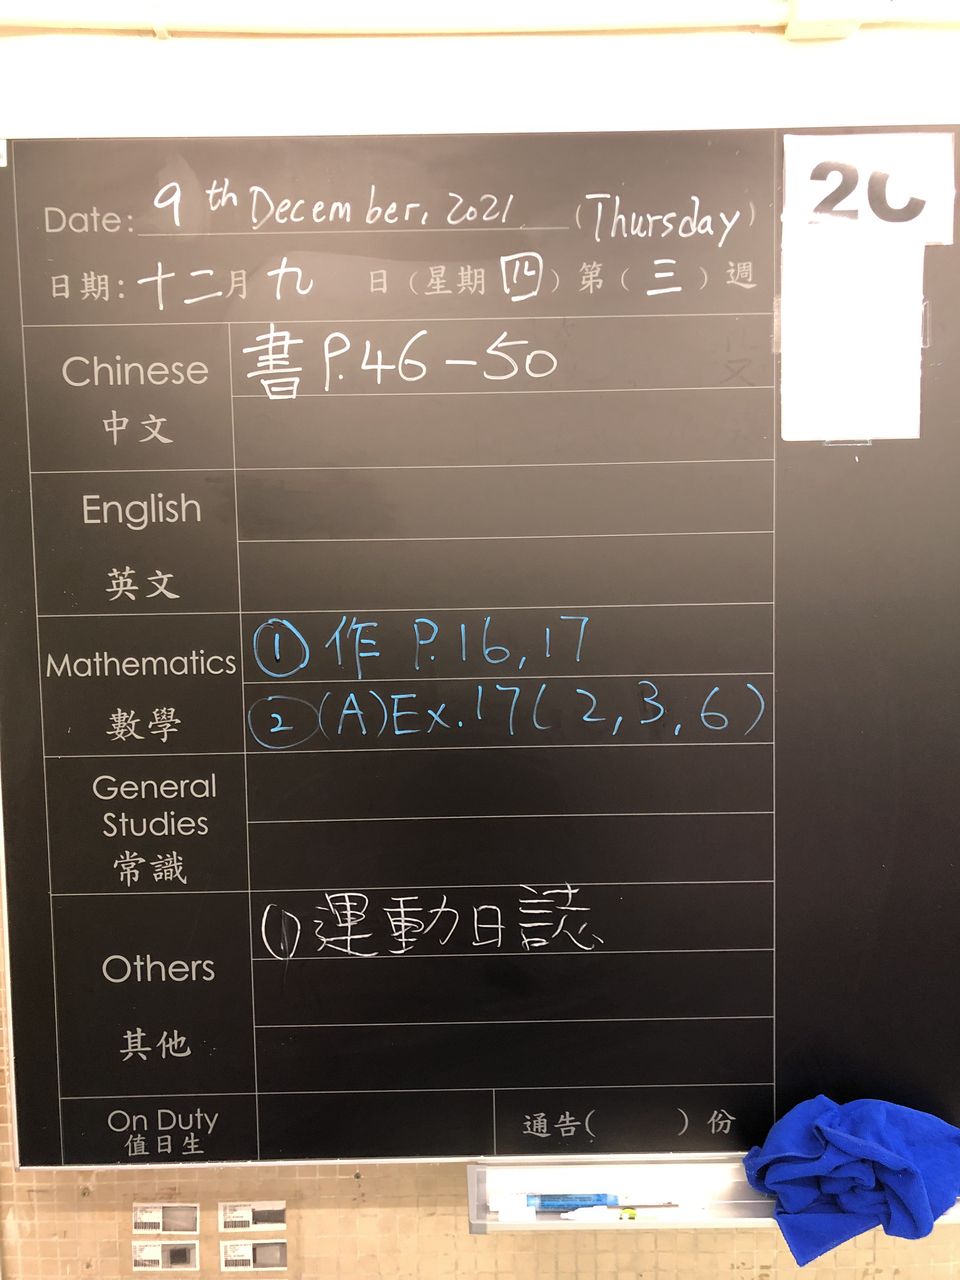 2C
Date: 9th December, 2021 (Thursday)
日期: 十二月九 日(星期四)第(三)週
Chinese
中文
書 P.46-50
English
英文
Mathematics
數學
① 作 P.16,17
② (A)Ex.17(2,3,6)
General
Studies
常識
Others
其他
(1)運動日誌
On Duty
值日生
通告( )份